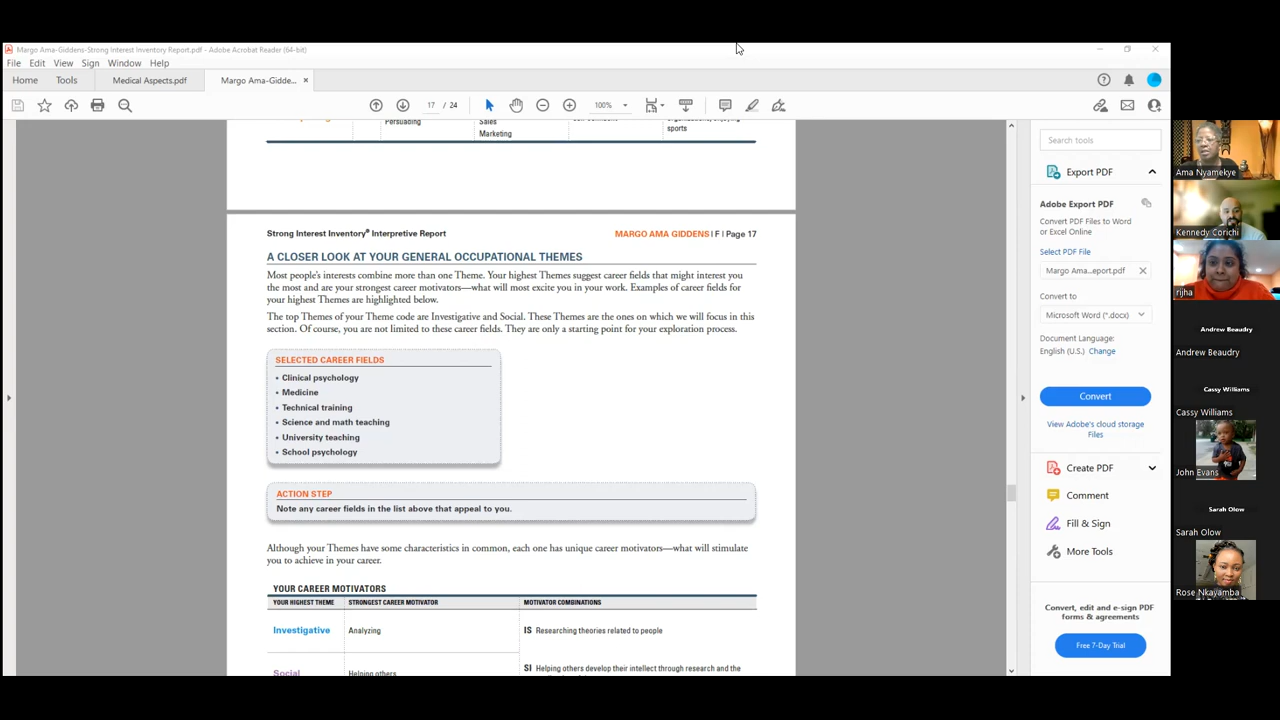 Margo Ama-Giddens-Strong Interest Inventory Report.pdf - Adobe Acrobat Reader (64-bit)
File Edit View Sign Window Help
Home Tools Medical Aspects.pdf Margo Ama-Gidde... ×
17 / 24 100%
Persuading
Sales
Marketing
sports
Strong Interest Inventory® Interpretive Report MARGO AMA GIDDENS I F I Page 17
A CLOSER LOOK AT YOUR GENERAL OCCUPATIONAL THEMES
Most people's interests combine more than one Theme. Your highest Themes suggest career fields that might interest you
the most and are your strongest career motivators—what will most excite you in your work. Examples of career fields for
your highest Themes are highlighted below.
The top Themes of your Theme code are Investigative and Social. These Themes are the ones on which we will focus in this
section. Of course, you are not limited to these career fields. They are only a starting point for your exploration process.
SELECTED CAREER FIELDS
• Clinical psychology
• Medicine
• Technical training
• Science and math teaching
• University teaching
• School psychology
ACTION STEP
Note any career fields in the list above that appeal to you.
Although your Themes have some characteristics in common, each one has unique career motivators—what will stimulate
you to achieve in your career.
YOUR CAREER MOTIVATORS
YOUR HIGHEST THEME STRONGEST CAREER MOTIVATOR MOTIVATOR COMBINATIONS
Investigative Analyzing IS Researching theories related to people
Social Helping others SI Helping others develop their intellect through research and the
Search tools
Export PDF
Adobe Export PDF
Convert PDF Files to Word
or Excel Online
Select PDF File
Margo Ama...eport.pdf
Convert to
Microsoft Word (*.docx)
Document Language:
English (U.S.) Change
Convert
View Adobe's cloud storage
Files
Create PDF
Comment
Fill & Sign
More Tools
Convert, edit and e-sign PDF
forms & agreements
Free 7-Day Trial
Ama Nyamekye
Kennedy Corichi
rijha
Andrew Beaudry
Andrew Beaudry
Cassy Williams
Cassy Williams
John Evans
Sarah Olow
Sarah Olow
Rose Nkayamba